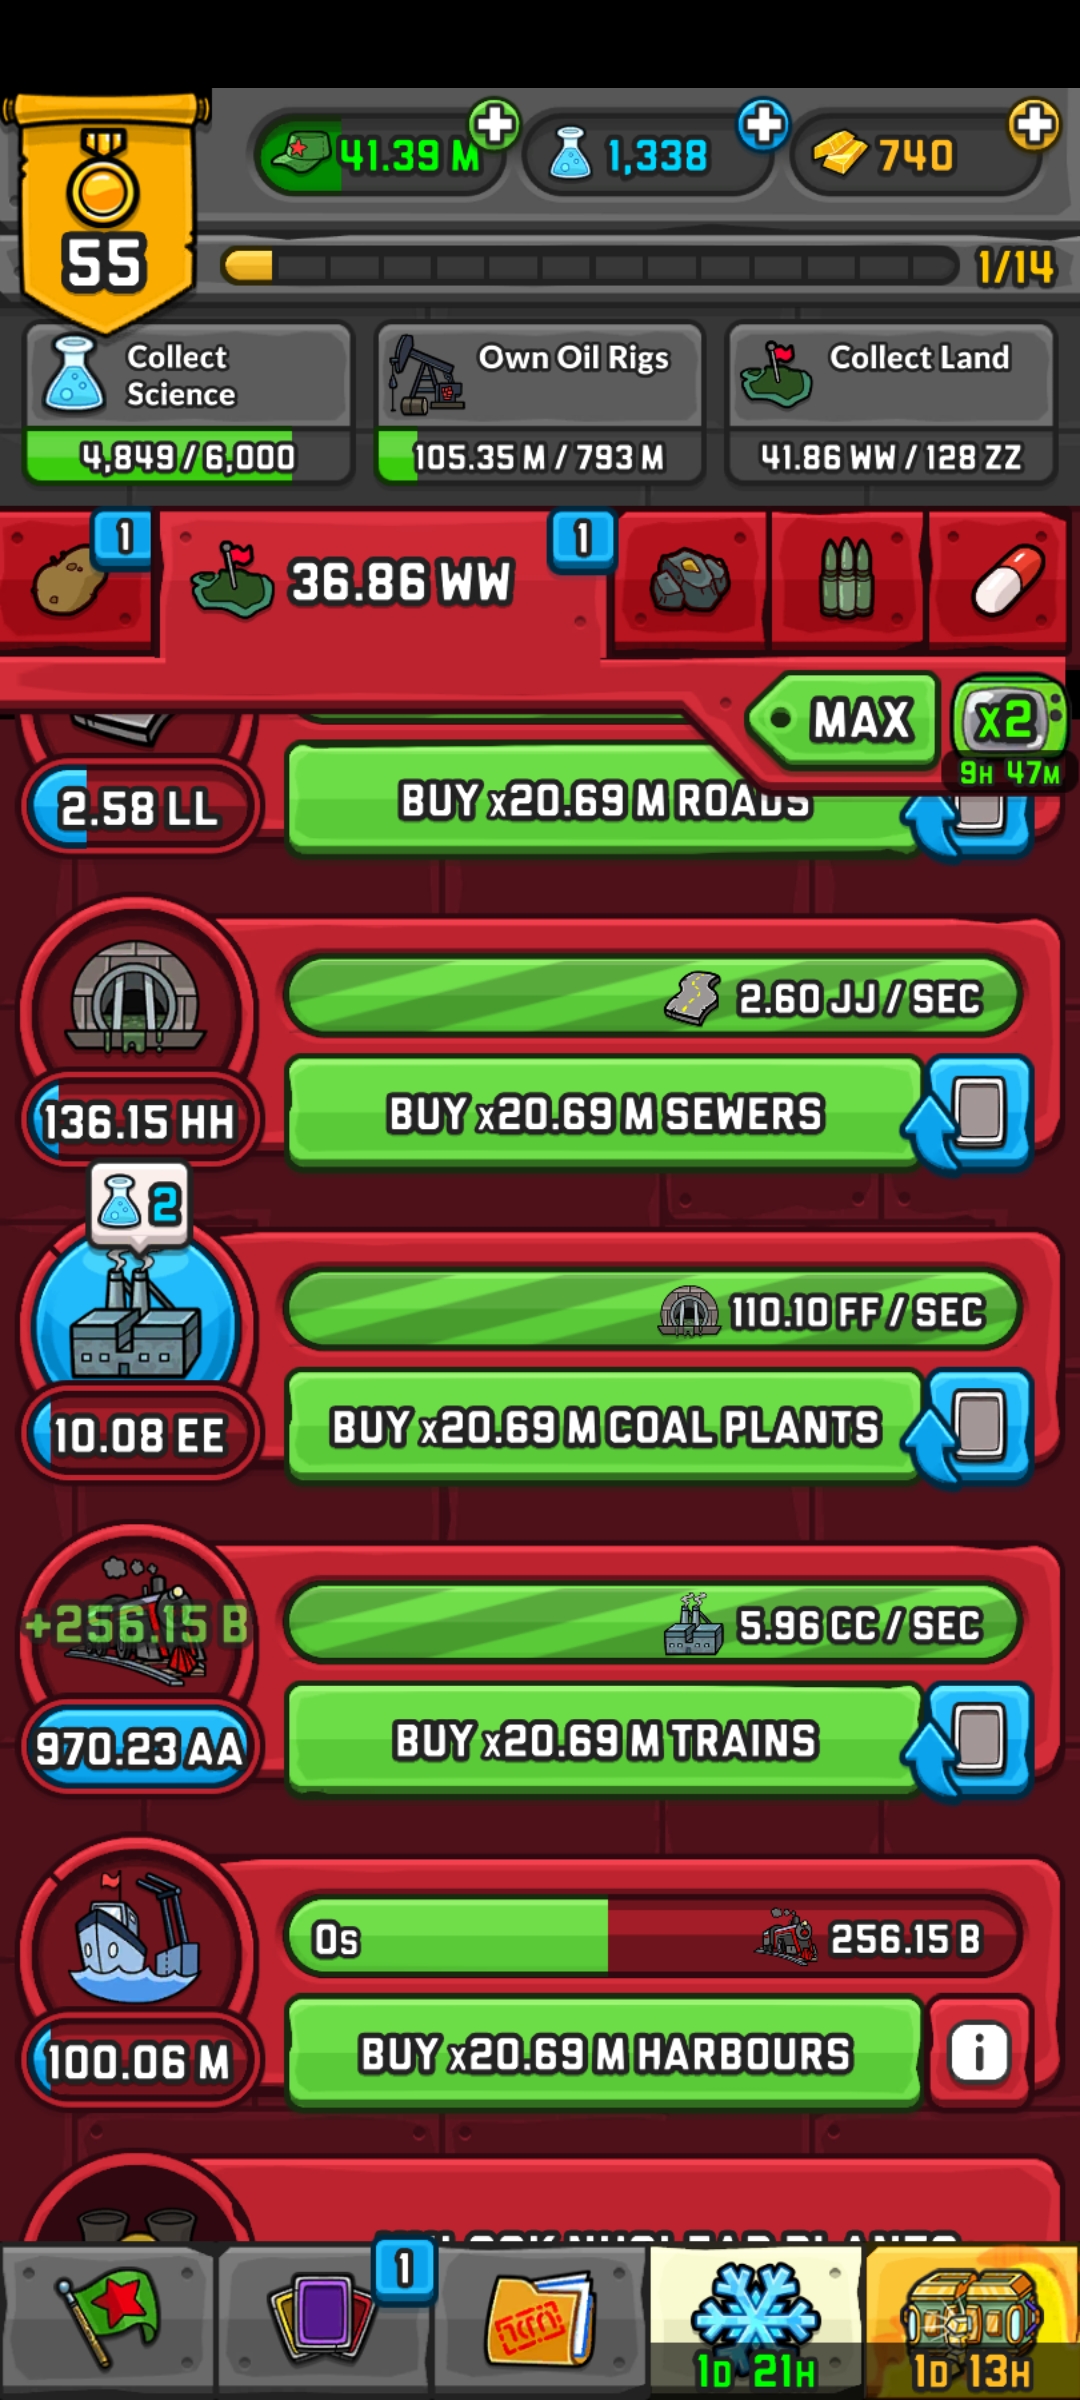 55
41.39 M
1,338
740
1/14
Collect
Science
4,849/6,000
Own Oil Rigs
105.35 M/793 M
Collect Land
41.86 WW/128 ZZ
1
36.86 WW
1
MAX
x2
9H 47M
2.58 LL
BUY x20.69 M ROADS
2.60 JJ/SEC
136.15 HH
BUY x20.69 M SEWERS
2
110.10 FF/SEC
10.08 EE
BUY x20.69 M COAL PLANTS
+256.15 B
5.96 CC/SEC
970.23 AA
BUY x20.69 M TRAINS
0s
256.15 B
100.06 M
BUY x20.69 M HARBOURS
i
1
1D 21H
1D 13H